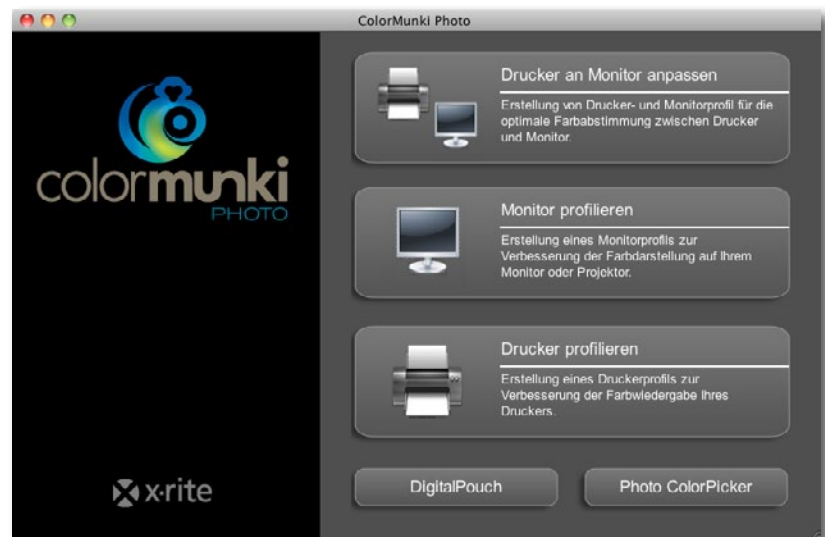 ColorMunki Photo
colormunki
PHOTO
x·rite
Drucker an Monitor anpassen
Erstellung von Drucker- und Monitorprofil für die
optimale Farbabstimmung zwischen Drucker
und Monitor.
Monitor profilieren
Erstellung eines Monitorprofils zur
Verbesserung der Farbdarstellung auf Ihrem
Monitor oder Projektor.
Drucker profilieren
Erstellung eines Druckerprofils zur
Verbesserung der Farbwiedergabe Ihres
Druckers.
DigitalPouch
Photo ColorPicker